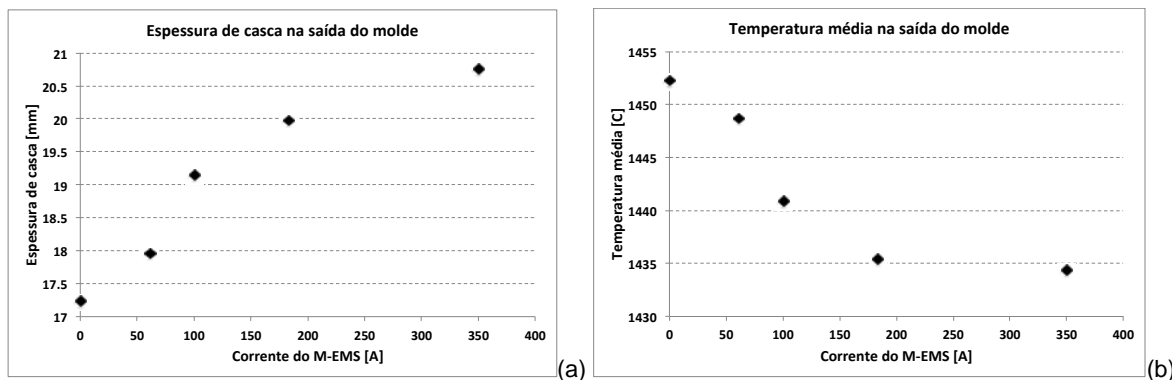 Espessura de casca na saída do molde
Espessura de casca [mm]
21
20.5
20
19.5
19
18.5
18
17.5
17
0 50 100 150 200 250 300 350 400
Corrente do M-EMS [A]
(a)
Temperatura média na saída do molde
Temperatura média [C]
1455
1450
1445
1440
1435
1430
0 50 100 150 200 250 300 350 400
Corrente do M-EMS [A]
(b)